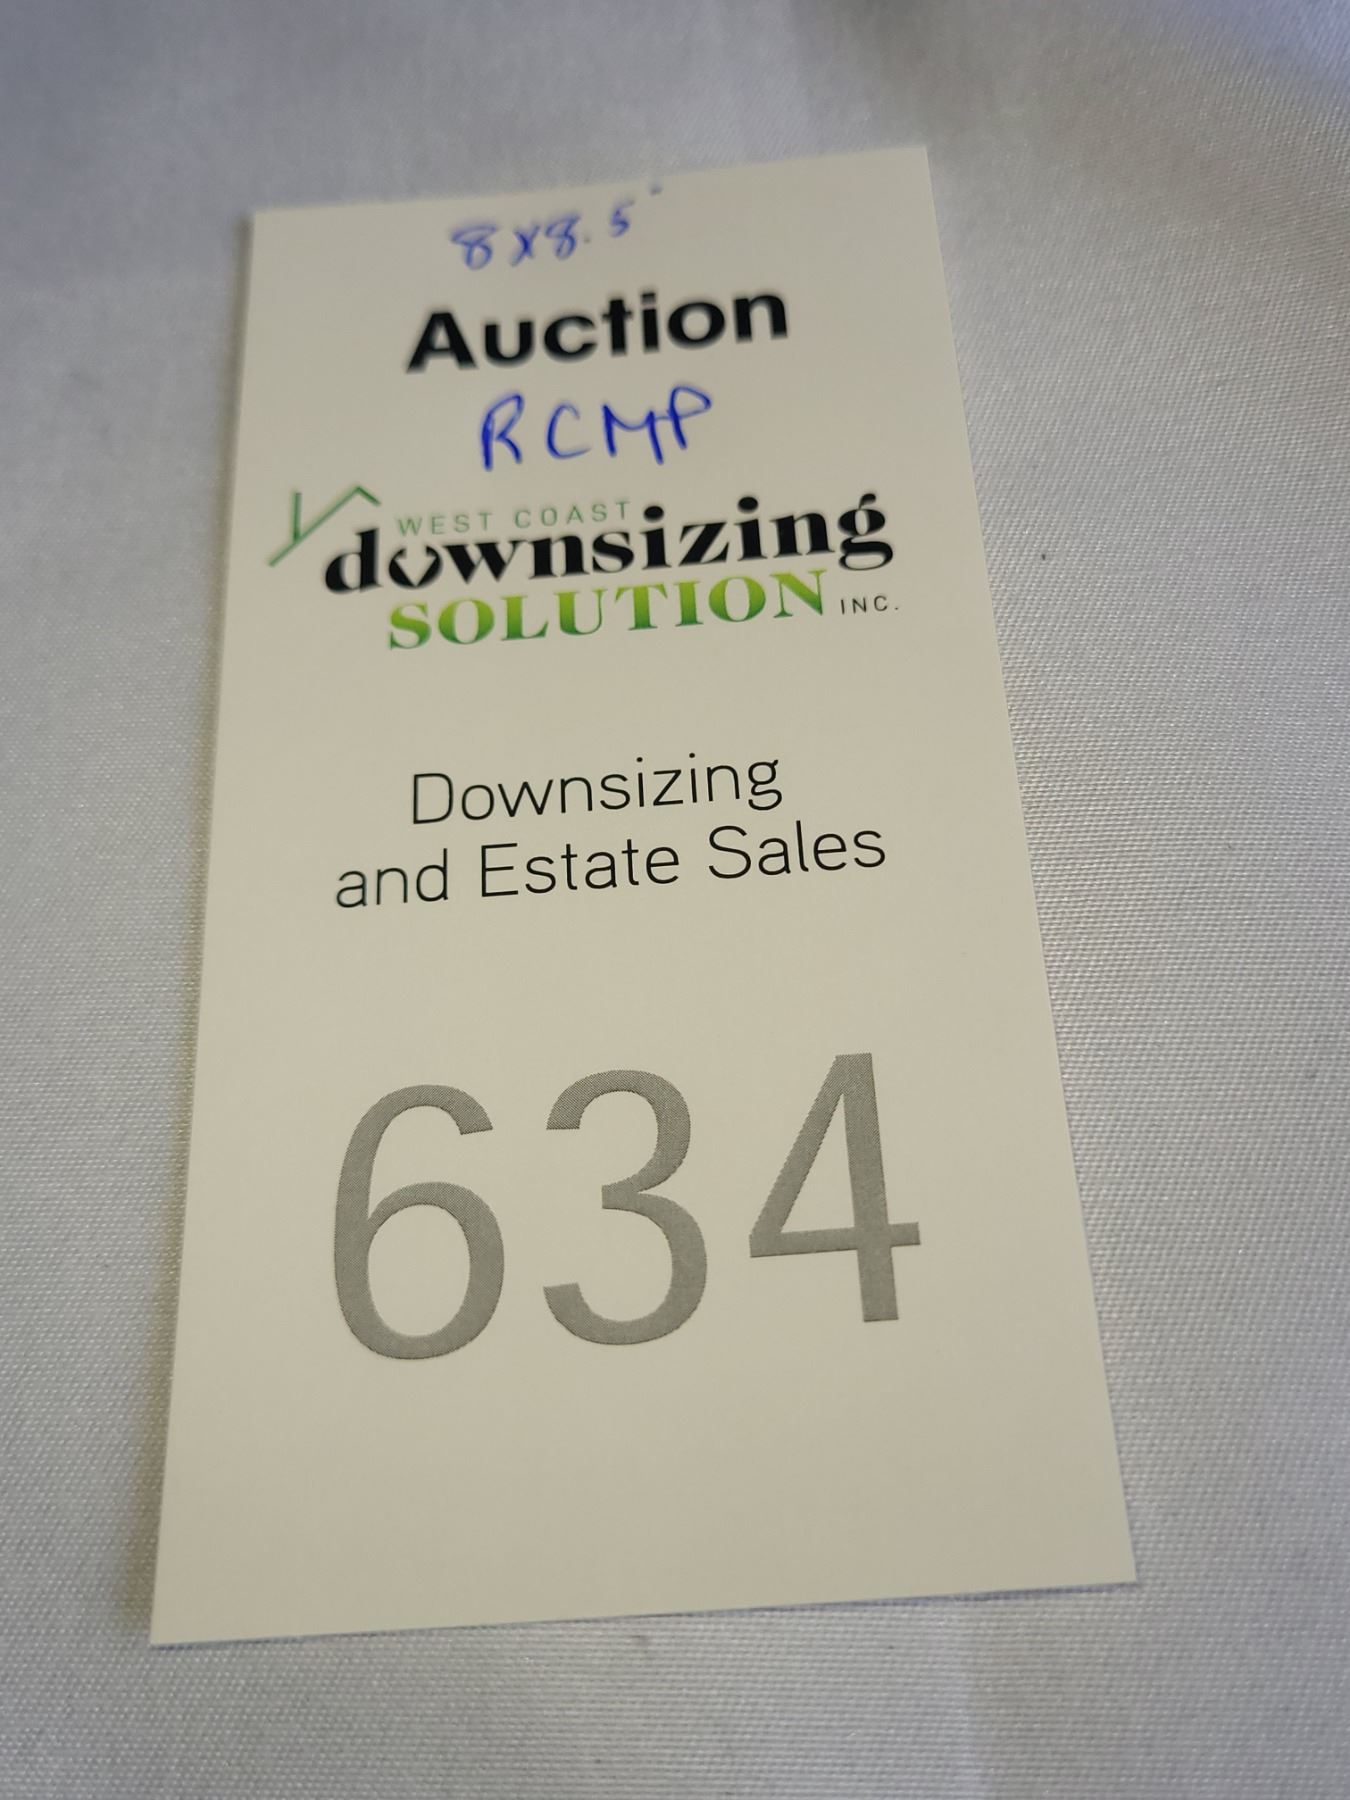 8x8.5"
Auction
RCMP
WEST COAST
downsizing
SOLUTION INC.
Downsizing
and Estate Sales
634